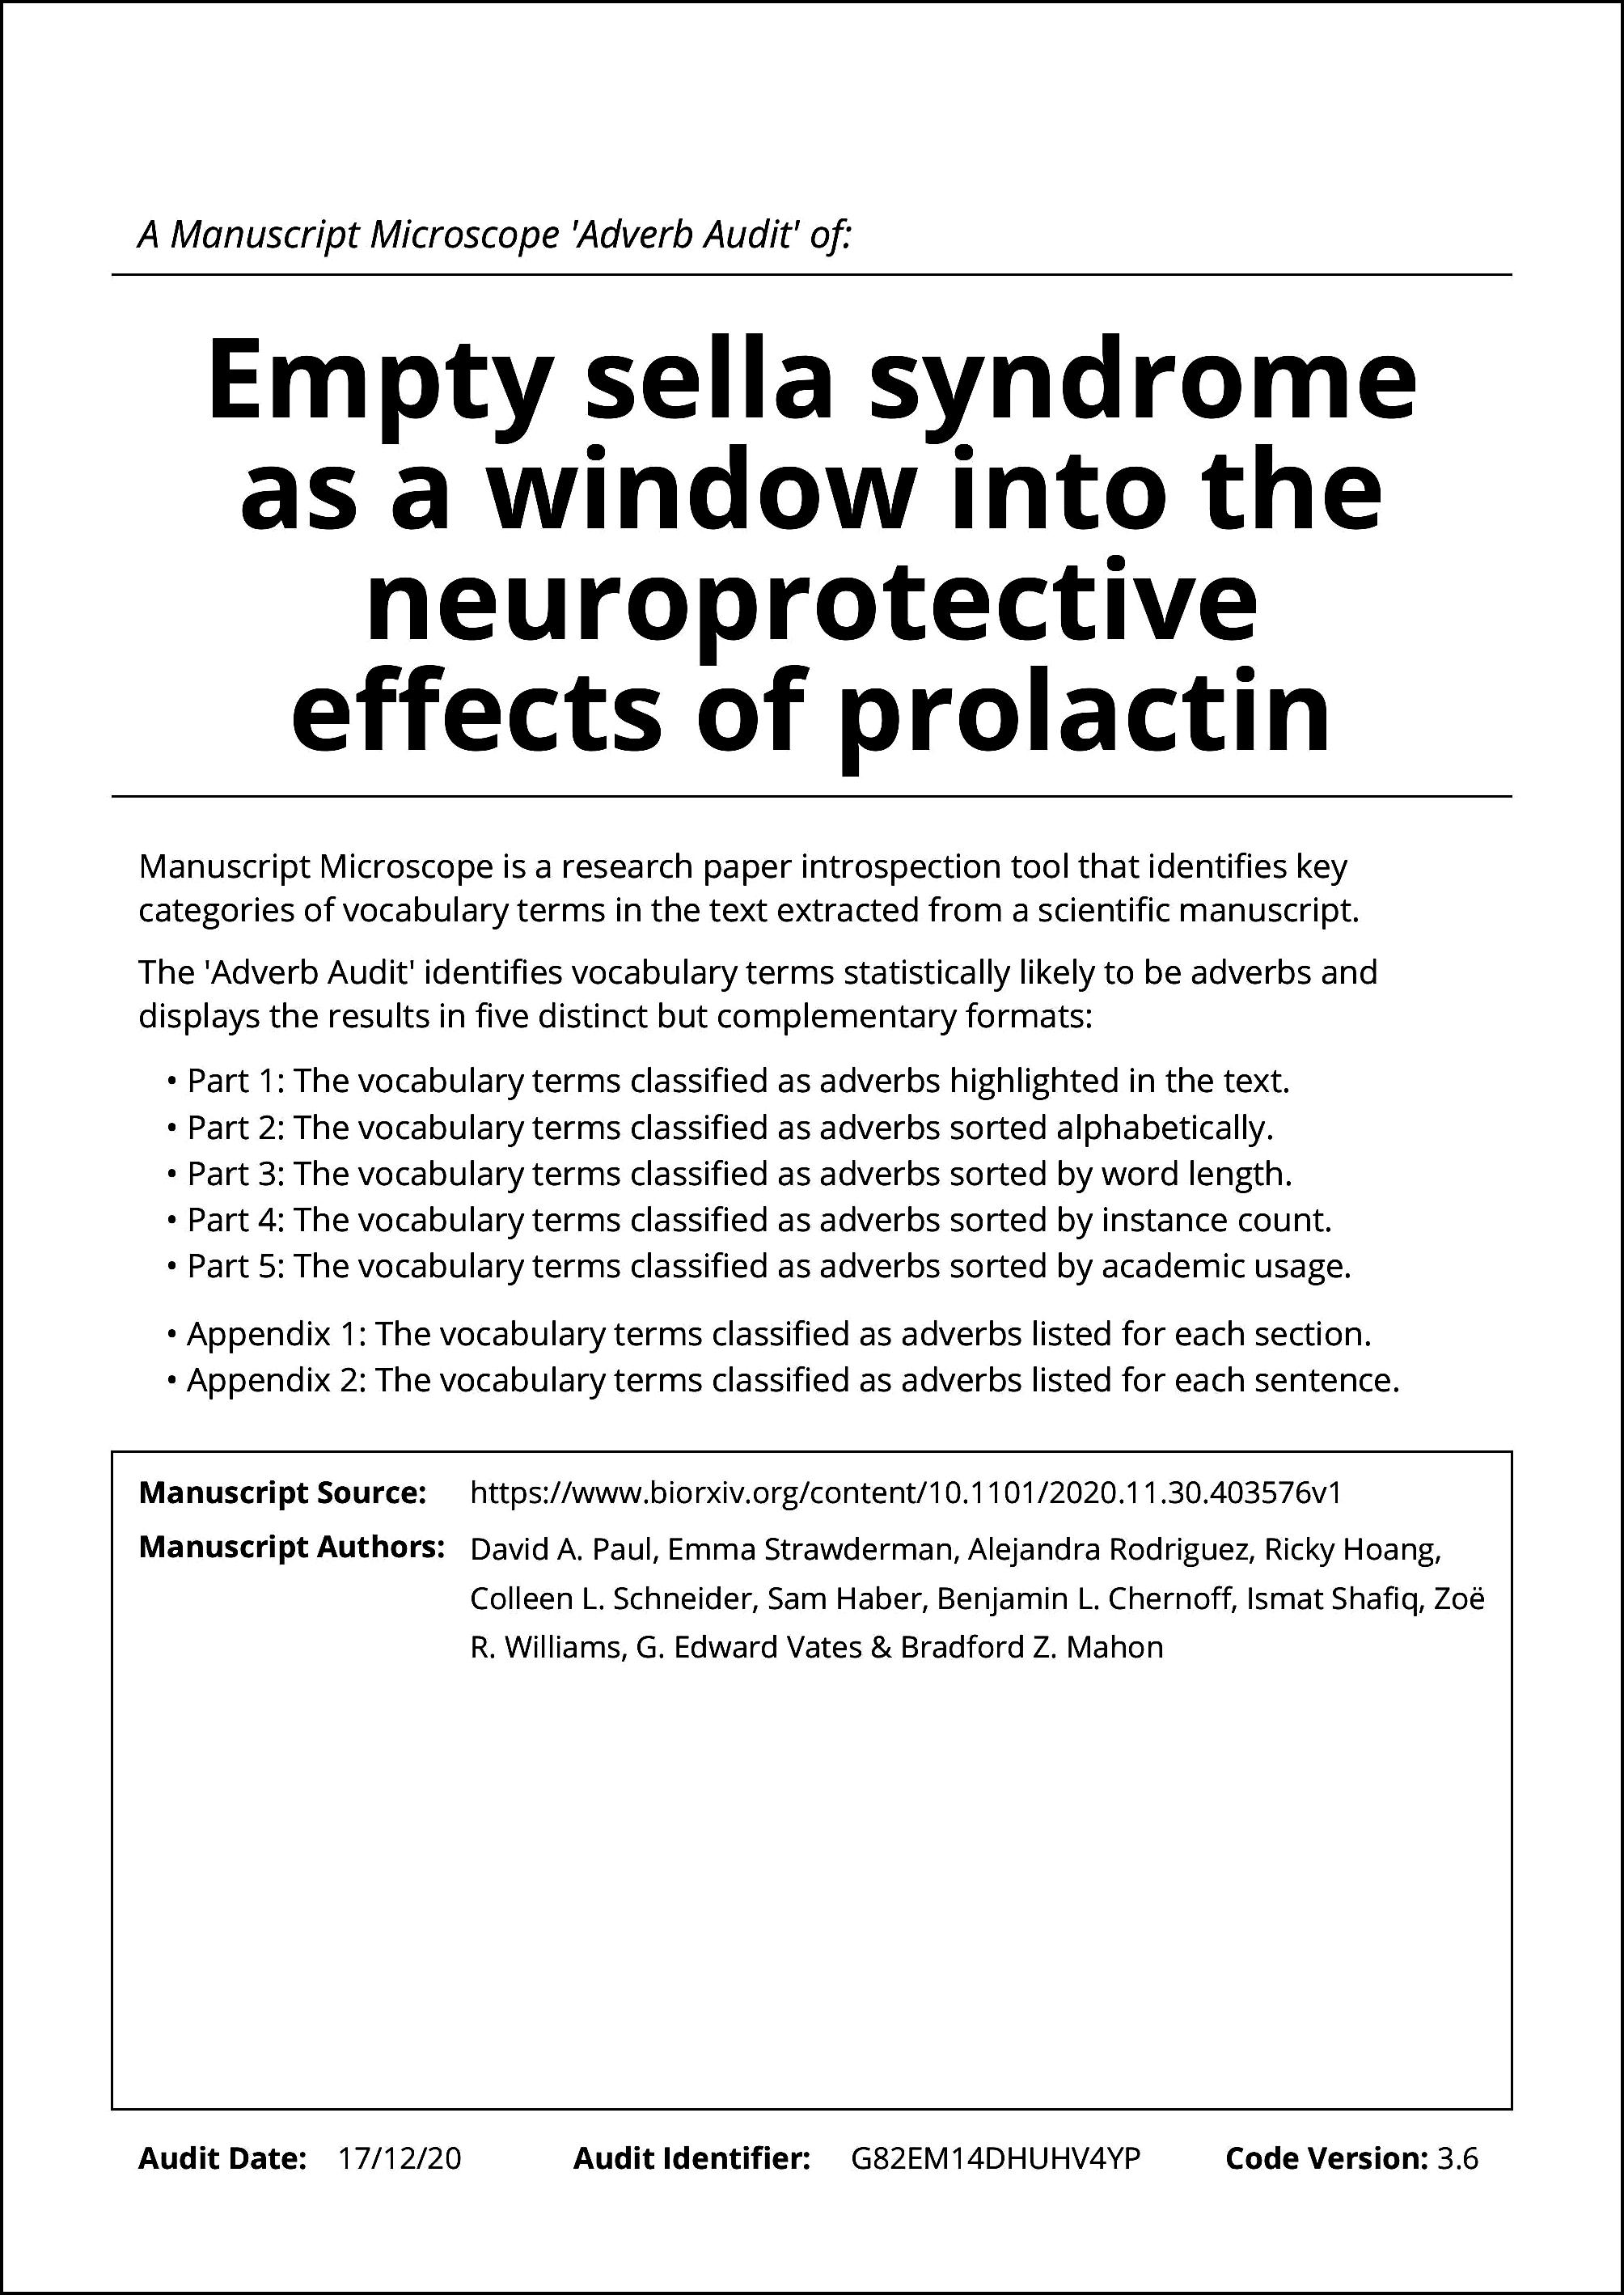 A Manuscript Microscope 'Adverb Audit' of:
Empty sella syndrome
as a window into the
neuroprotective
effects of prolactin
Manuscript Microscope is a research paper introspection tool that identifies key
categories of vocabulary terms in the text extracted from a scientific manuscript.
The 'Adverb Audit' identifies vocabulary terms statistically likely to be adverbs and
displays the results in five distinct but complementary formats:
• Part 1: The vocabulary terms classified as adverbs highlighted in the text.
• Part 2: The vocabulary terms classified as adverbs sorted alphabetically.
• Part 3: The vocabulary terms classified as adverbs sorted by word length.
• Part 4: The vocabulary terms classified as adverbs sorted by instance count.
• Part 5: The vocabulary terms classified as adverbs sorted by academic usage.
• Appendix 1: The vocabulary terms classified as adverbs listed for each section.
• Appendix 2: The vocabulary terms classified as adverbs listed for each sentence.
Manuscript Source: https://www.biorxiv.org/content/10.1101/2020.11.30.403576v1
Manuscript Authors: David A. Paul, Emma Strawderman, Alejandra Rodriguez, Ricky Hoang,
Colleen L. Schneider, Sam Haber, Benjamin L. Chernoff, Ismat Shafiq, Zoë
R. Williams, G. Edward Vates & Bradford Z. Mahon
Audit Date: 17/12/20 Audit Identifier: G82EM14DHUHV4YP Code Version: 3.6